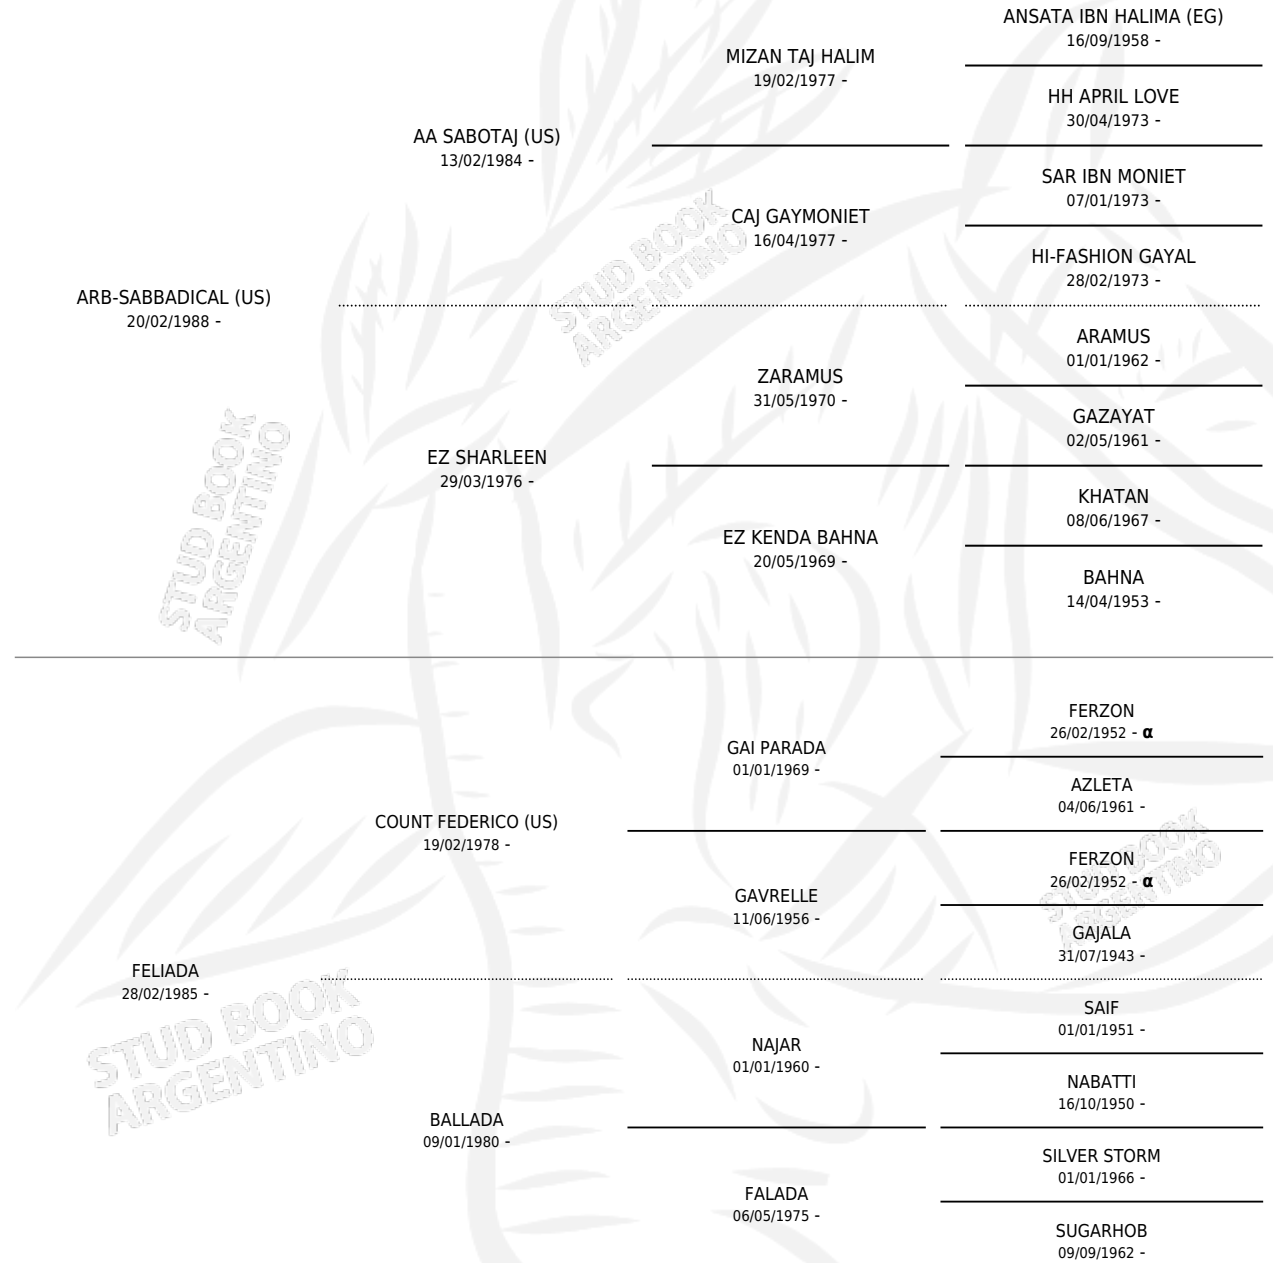 ANSATA IBN HALIMA (EG)
16/09/1958 -
MIZAN TAJ HALIM
19/02/1977 -
HH APRIL LOVE
30/04/1973 -
AA SABOTAJ (US)
13/02/1984 -
SAR IBN MONIET
07/01/1973 -
CAJ GAYMONIET
16/04/1977 -
HI-FASHION GAYAL
28/02/1973 -
ARB-SABBADICAL (US)
20/02/1988 -
ARAMUS
01/01/1962 -
ZARAMUS
31/05/1970 -
GAZAYAT
02/05/1961 -
EZ SHARLEEN
29/03/1976 -
KHATAN
08/06/1967 -
EZ KENDA BAHNA
20/05/1969 -
BAHNA
14/04/1953 -
FERZON
26/02/1952 - α
GAI PARADA
01/01/1969 -
AZLETA
04/06/1961 -
COUNT FEDERICO (US)
19/02/1978 -
FERZON
26/02/1952 - α
GAVRELLE
11/06/1956 -
GAJALA
31/07/1943 -
FELIADA
28/02/1985 -
SAIF
01/01/1951 -
NAJAR
01/01/1960 -
NABATTI
16/10/1950 -
BALLADA
09/01/1980 -
SILVER STORM
01/01/1966 -
FALADA
06/05/1975 -
SUGARHOB
09/09/1962 -
STUD BOOK
ARGENTINO
STUD BOOK
ARGENTINO
STUD BOOK
ARGENTINO
STUD BOOK
ARGENTINO